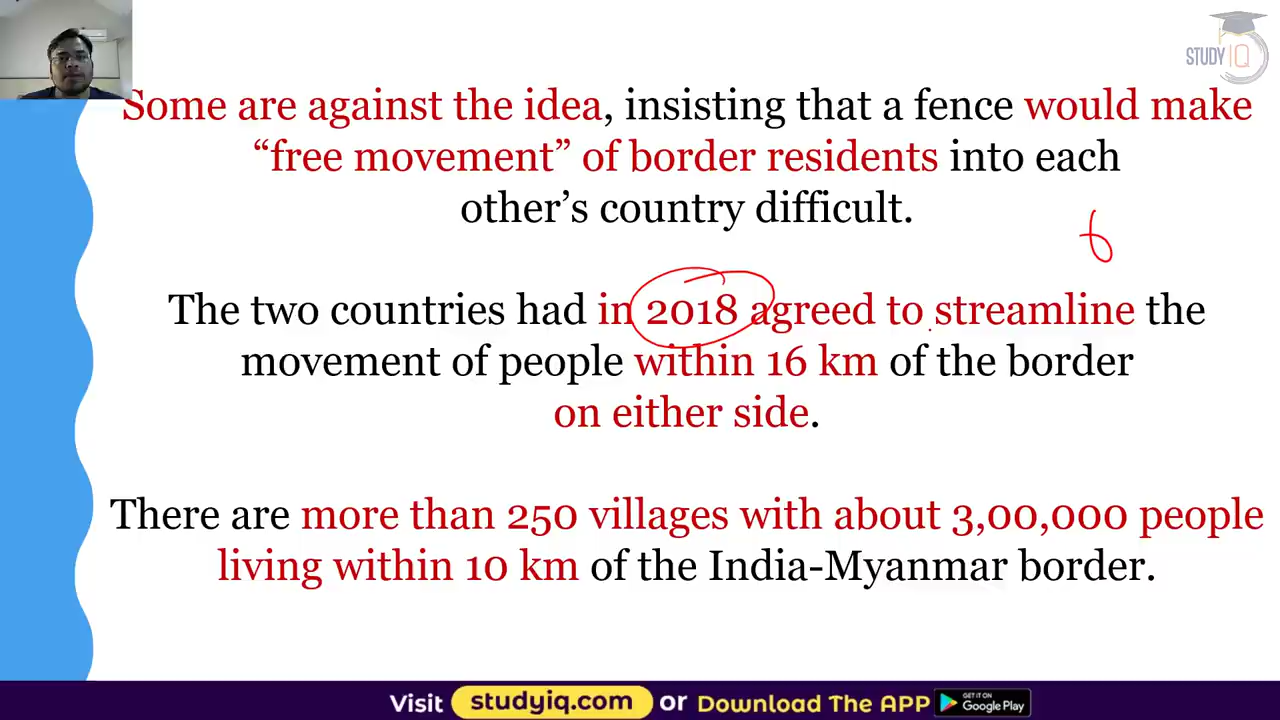 STUDY IQ
Some are against the idea, insisting that a fence would make
“free movement” of border residents into each
other’s country difficult.
The two countries had in 2018 agreed to streamline the
movement of people within 16 km of the border
on either side.
There are more than 250 villages with about 3,00,000 people
living within 10 km of the India-Myanmar border.
Visit studyiq.com or Download The APP GET IT ON Google Play